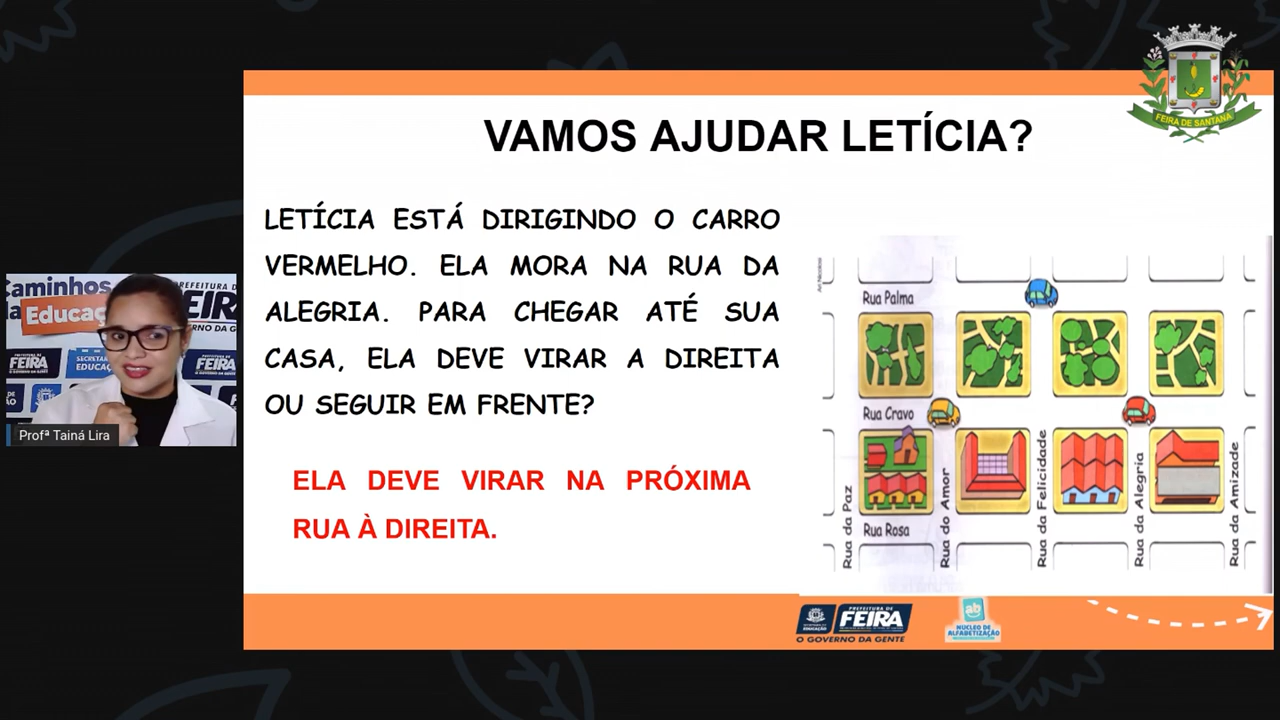 FEIRA DE SANTANA
VAMOS AJUDAR LETÍCIA?
LETÍCIA ESTÁ DIRIGINDO O CARRO
VERMELHO. ELA MORA NA RUA DA
ALEGRIA. PARA CHEGAR ATÉ SUA
CASA, ELA DEVE VIRAR A DIREITA
OU SEGUIR EM FRENTE?
ELA DEVE VIRAR NA PRÓXIMA
RUA À DIREITA.
Rua Palma
Rua Cravo
Rua Rosa
Rua da Paz
Rua do Amor
Rua da Felicidade
Rua da Alegria
Rua da Amizade
Profª Tainá Lira
PREFEITURA DE
FEIRA
O GOVERNO DA GENTE
EDUCAÇÃO
ab
NÚCLEO DE
ALFABETIZAÇÃO